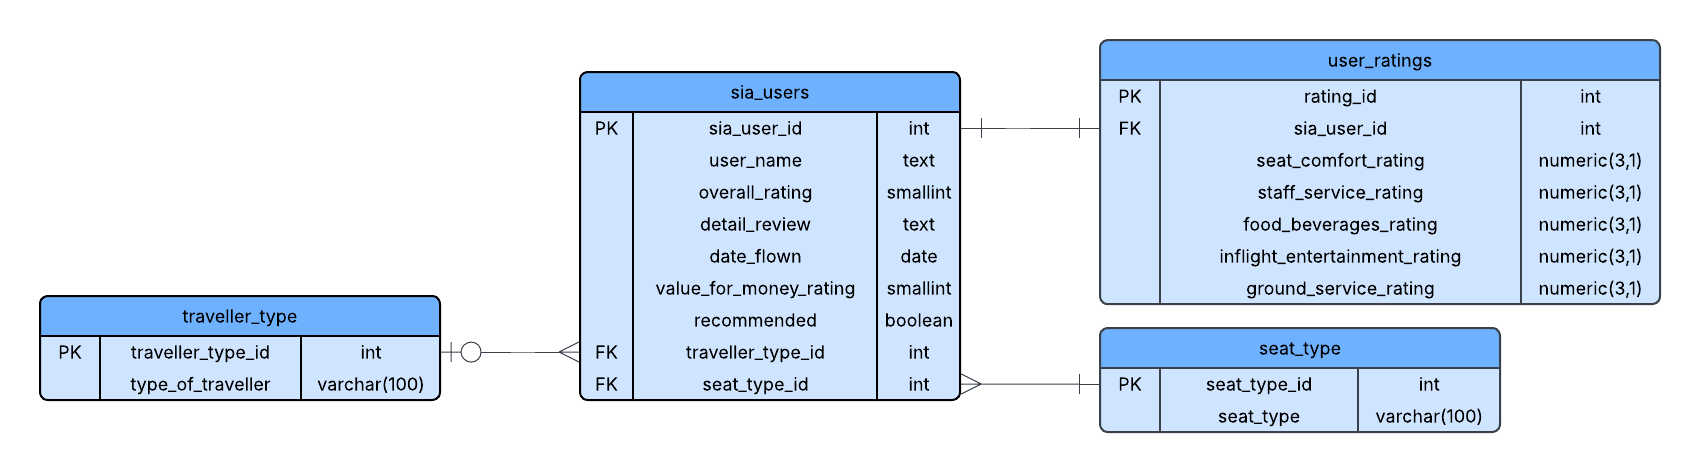 user_ratings
PK rating_id int
FK sia_user_id int
seat_comfort_rating numeric(3,1)
staff_service_rating numeric(3,1)
food_beverages_rating numeric(3,1)
inflight_entertainment_rating numeric(3,1)
ground_service_rating numeric(3,1)
sia_users
PK sia_user_id int
user_name text
overall_rating smallint
detail_review text
date_flown date
value_for_money_rating smallint
recommended boolean
FK traveller_type_id int
FK seat_type_id int
traveller_type
PK traveller_type_id int
type_of_traveller varchar(100)
seat_type
PK seat_type_id int
seat_type varchar(100)